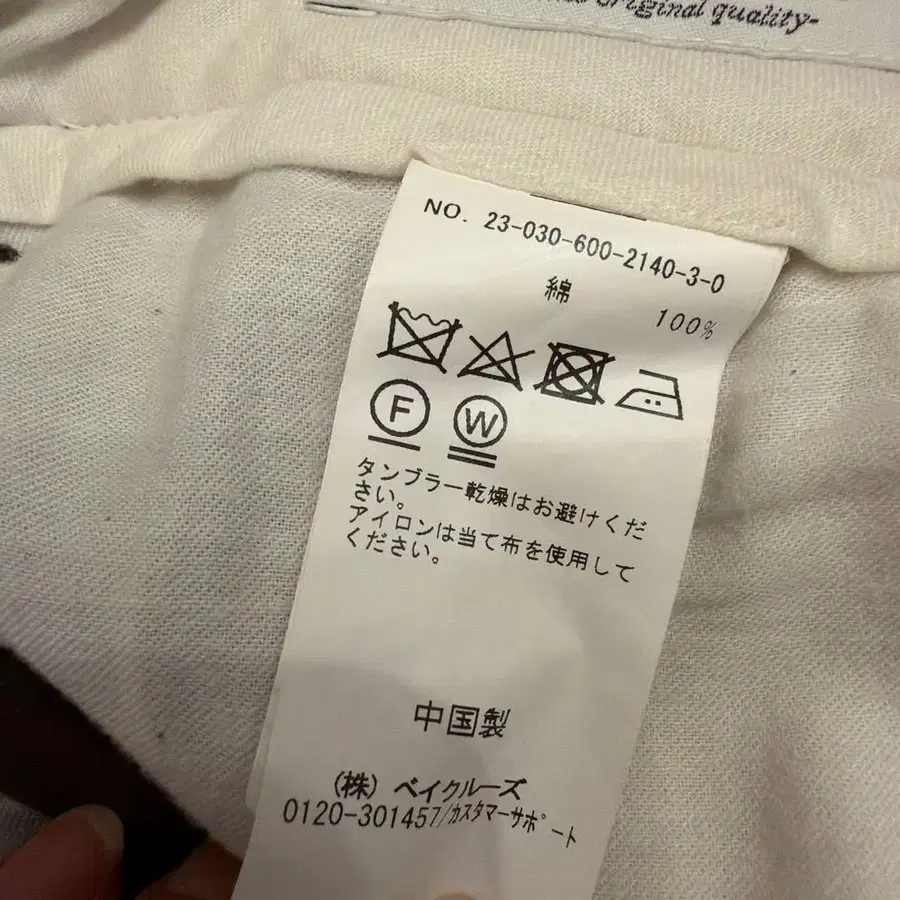 original quality-
NO. 23-030-600-2140-3-0
綿 100%
F W
タンブラー乾燥はお避けくだ
さい。
アイロンは当て布を使用して
ください。
中国製
(株) ベイクルーズ
0120-301457/カスタマーサポート